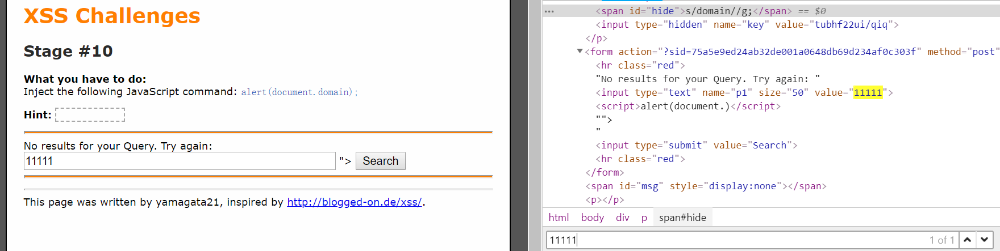 XSS Challenges
Stage #10
What you have to do:
Inject the following JavaScript command: alert(document.domain);
Hint:
No results for your Query. Try again:
11111 "> Search
This page was written by yamagata21, inspired by http://blogged-on.de/xss/.
... <span id="hide">s/domain//g;</span> == $0
<input type="hidden" name="key" value="tubhf22ui/qiq">
</p>
▼<form action="?sid=75a5e9ed24ab32de001a0648db69d234af0c303f" method="post"
<hr class="red">
"No results for your Query. Try again: "
<input type="text" name="p1" size="50" value="11111">
<script>alert(document.)</script>
"">
"
<input type="submit" value="Search">
<hr class="red">
</form>
<span id="msg" style="display:none"></span>
<p></p>
html body div p span#hide
11111 1 of 1